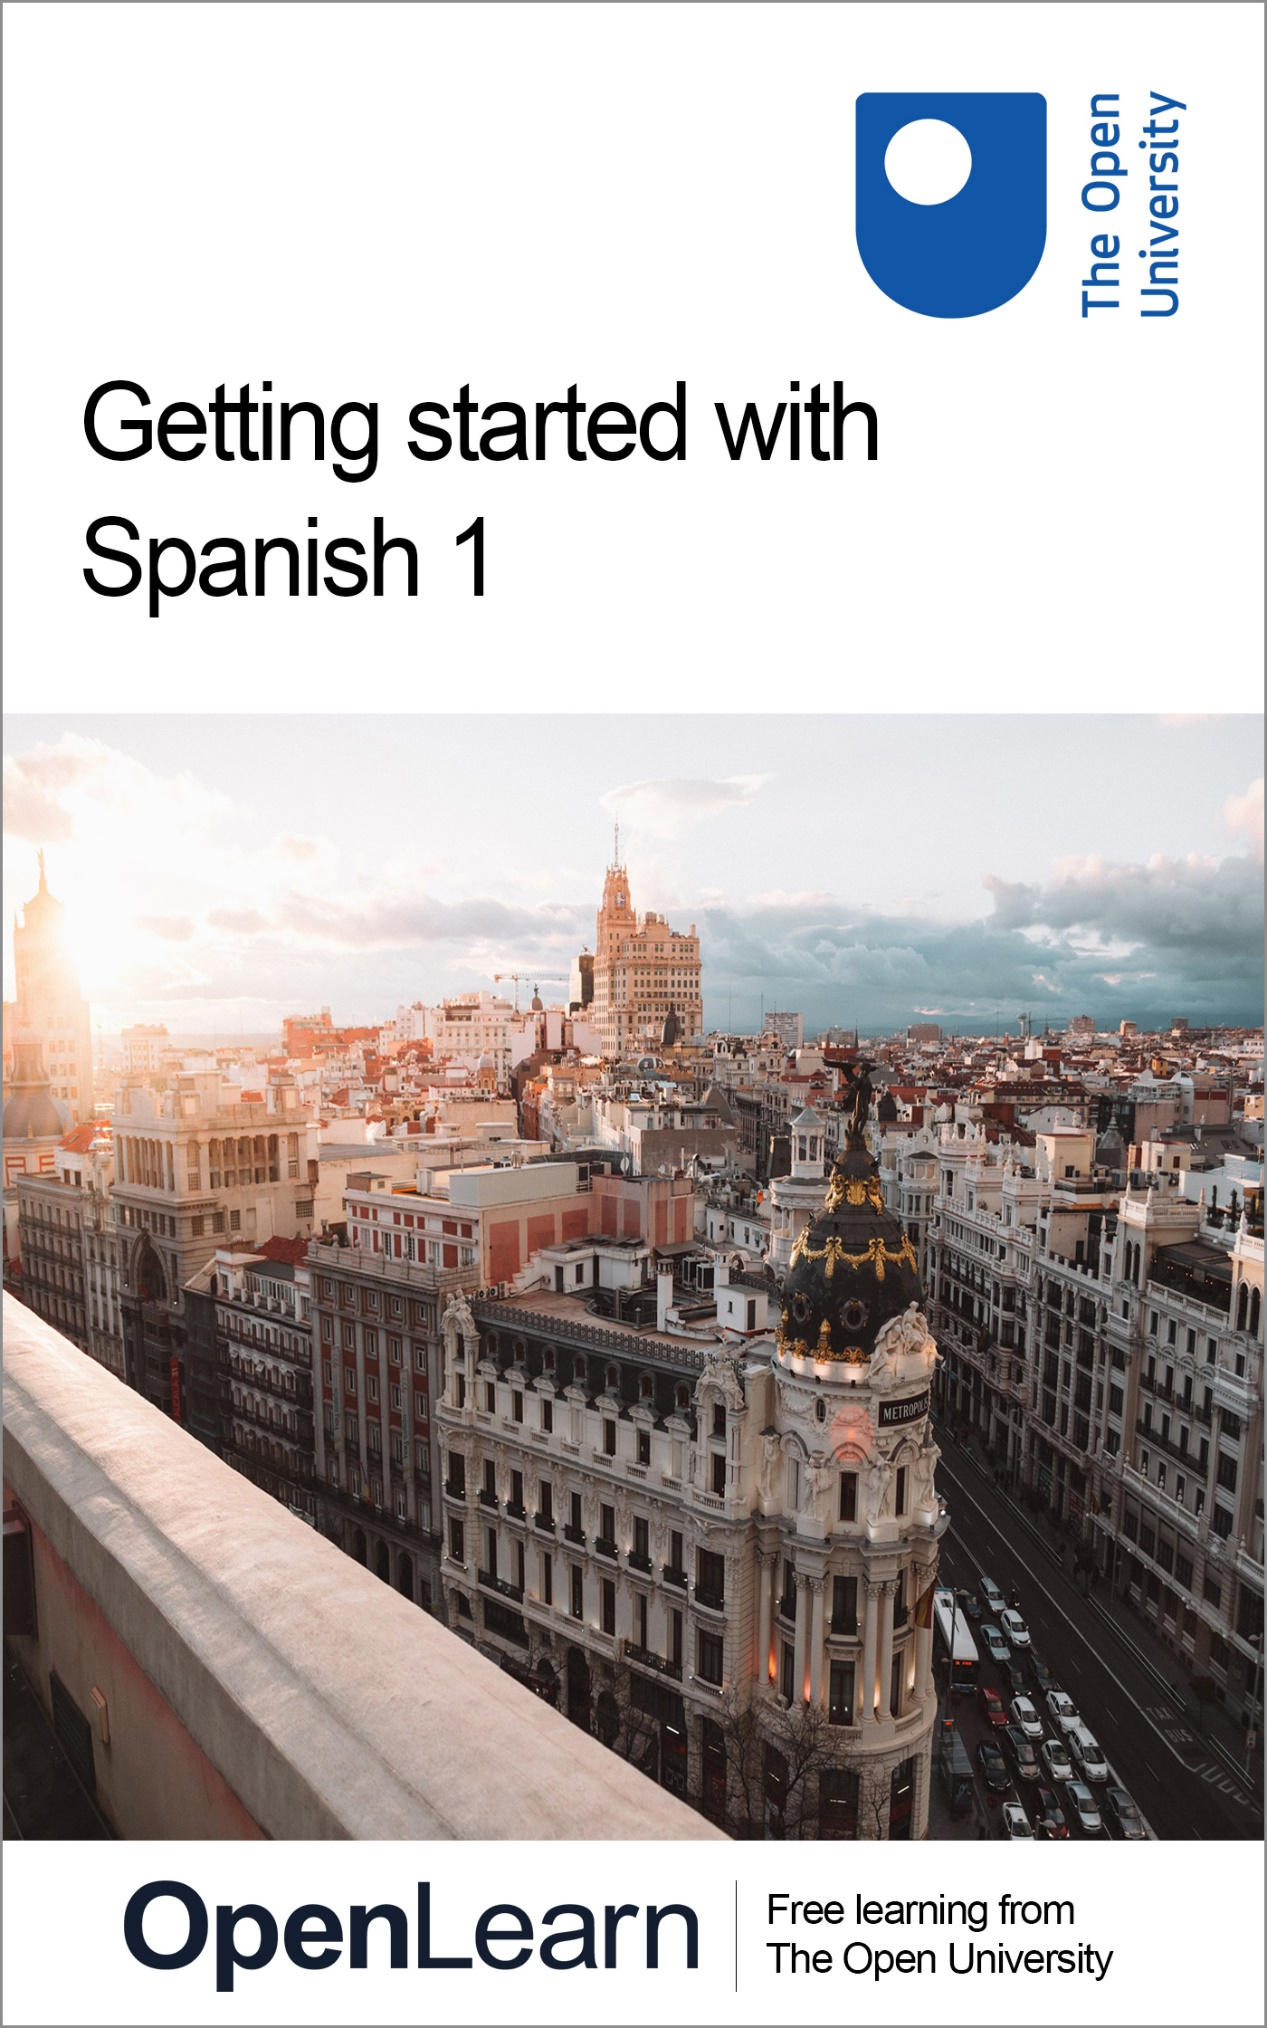 The Open
University
Getting started with
Spanish 1
METROPOLIS
OpenLearn
Free learning from
The Open University